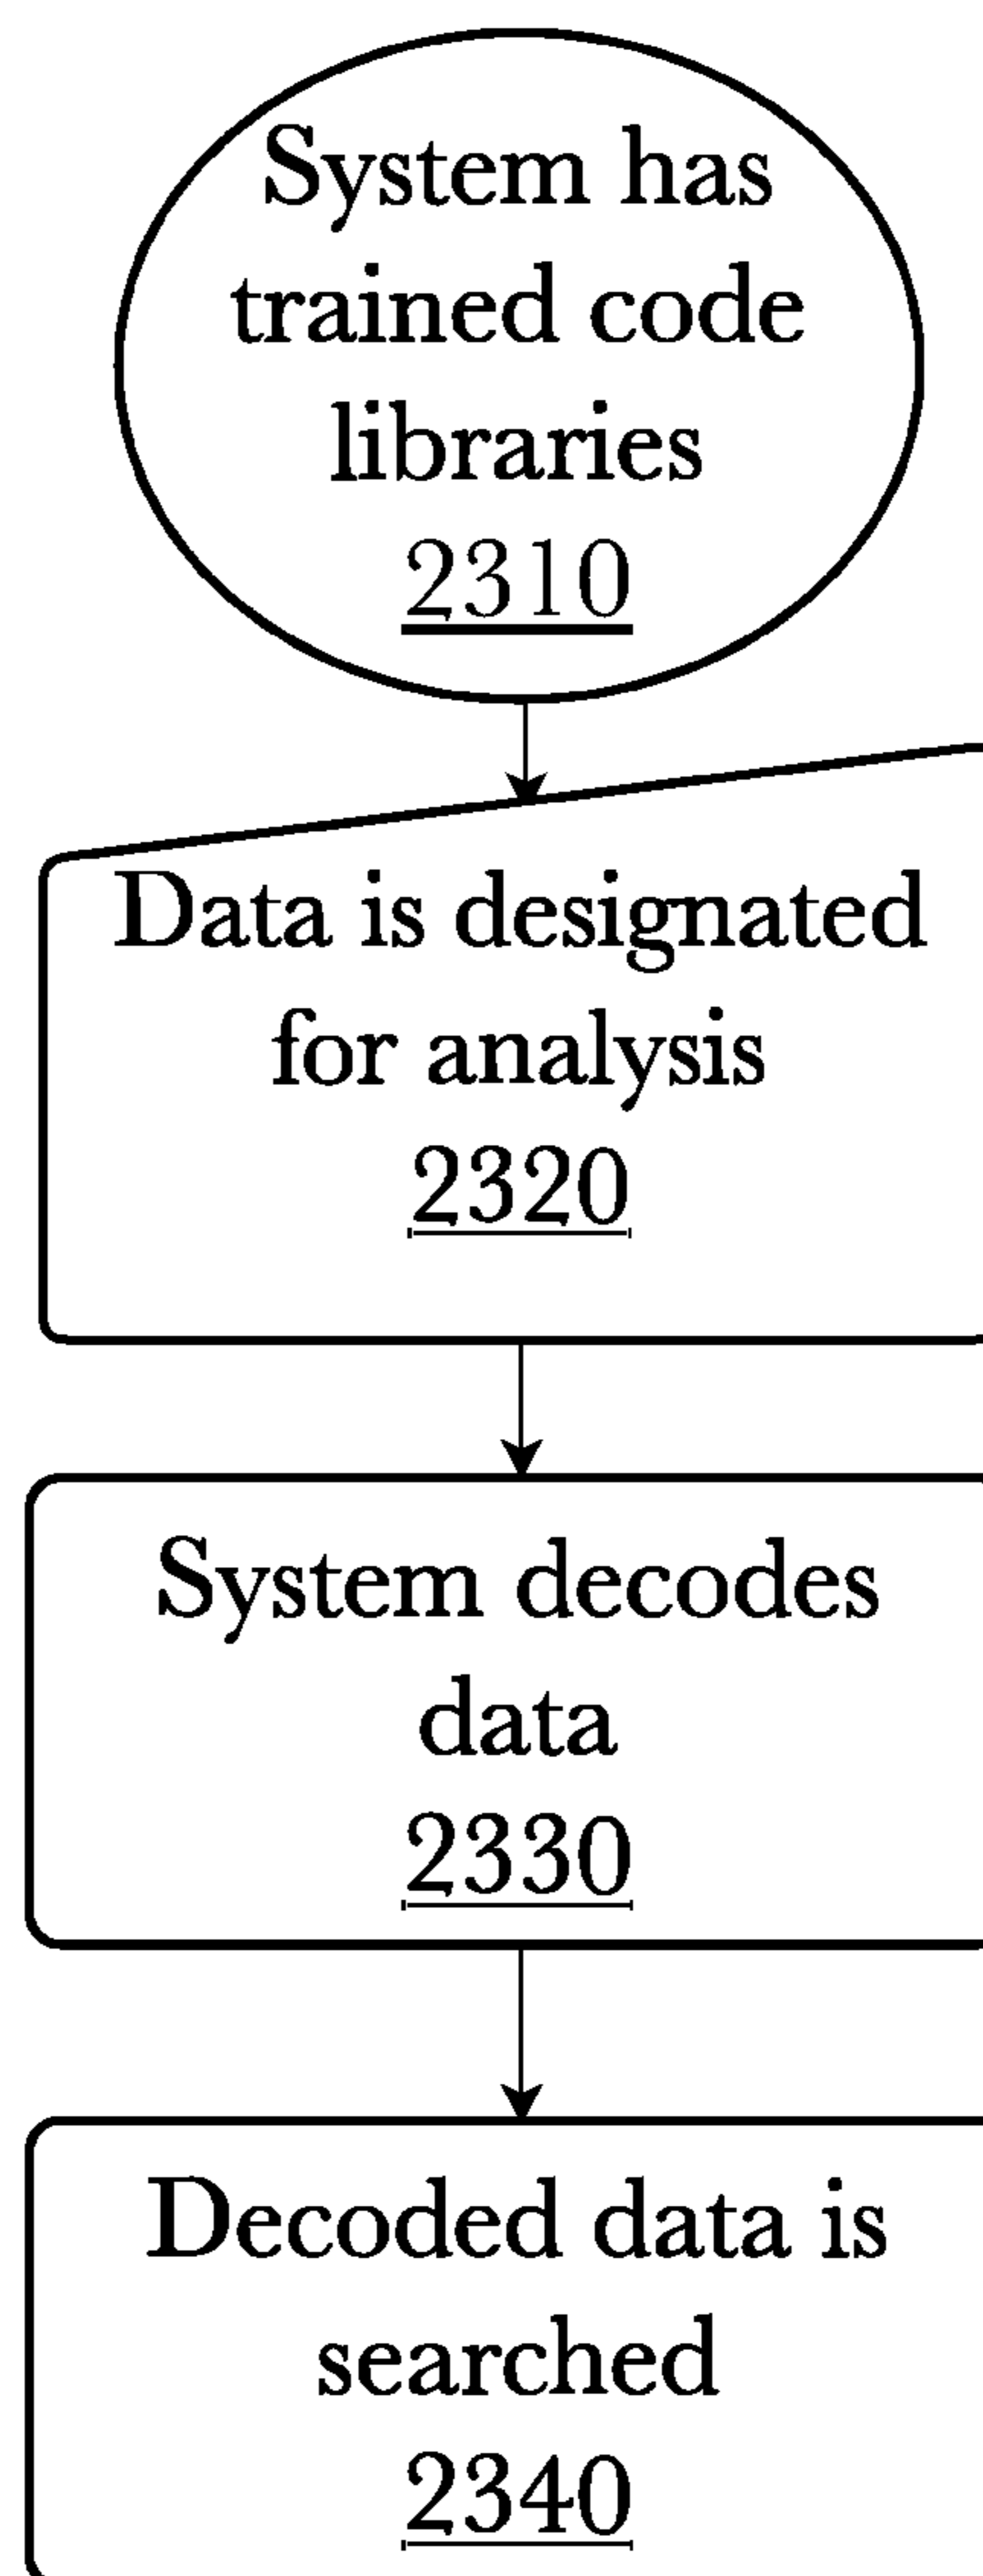 System has
trained code
libraries
2310
Data is designated
for analysis
2320
System decodes
data
2330
Decoded data is
searched
2340